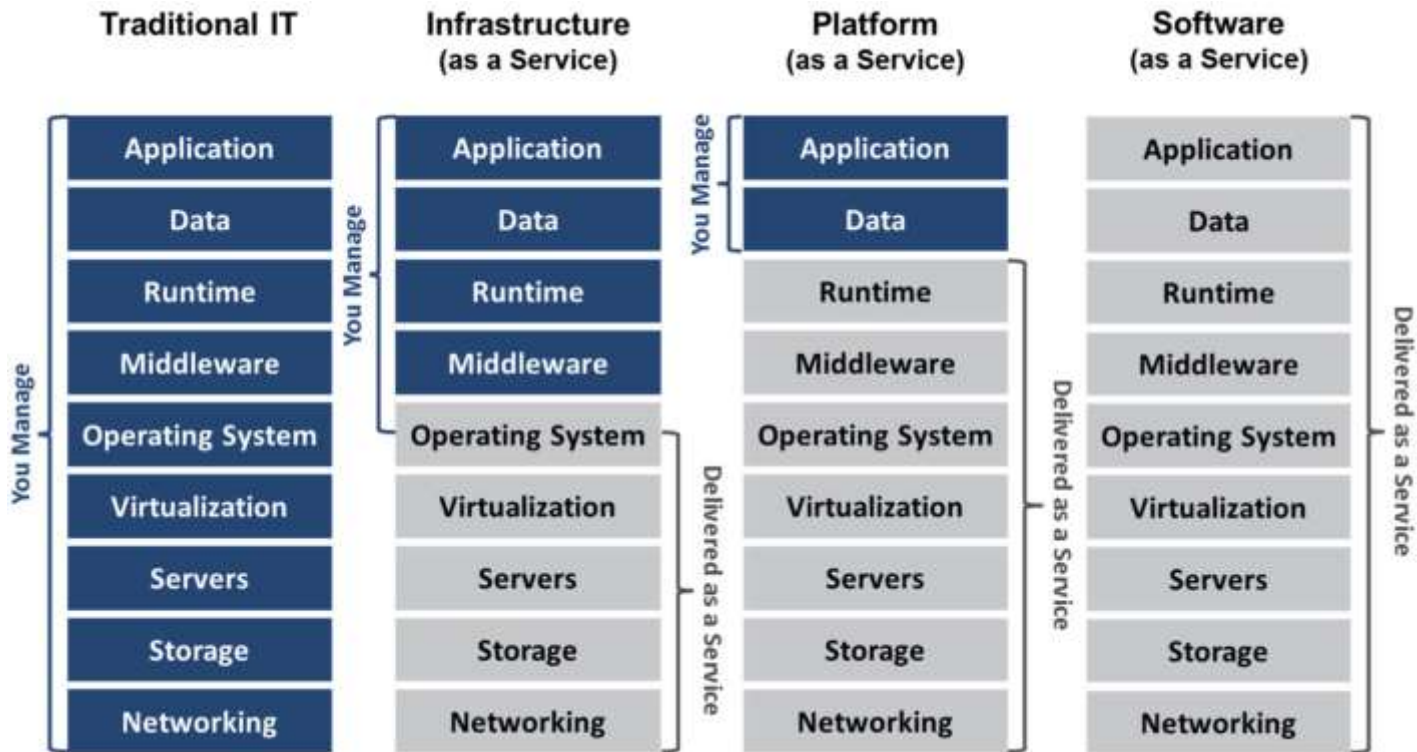 Traditional IT
Infrastructure
(as a Service)
Platform
(as a Service)
Software
(as a Service)
You Manage
Application
Data
Runtime
Middleware
Operating System
Virtualization
Servers
Storage
Networking
You Manage
Application
Data
Runtime
Middleware
Operating System
Virtualization
Servers
Storage
Networking
Delivered as a Service
You Manage
Application
Data
Runtime
Middleware
Operating System
Virtualization
Servers
Storage
Networking
Delivered as a Service
Application
Data
Runtime
Middleware
Operating System
Virtualization
Servers
Storage
Networking
Delivered as a Service